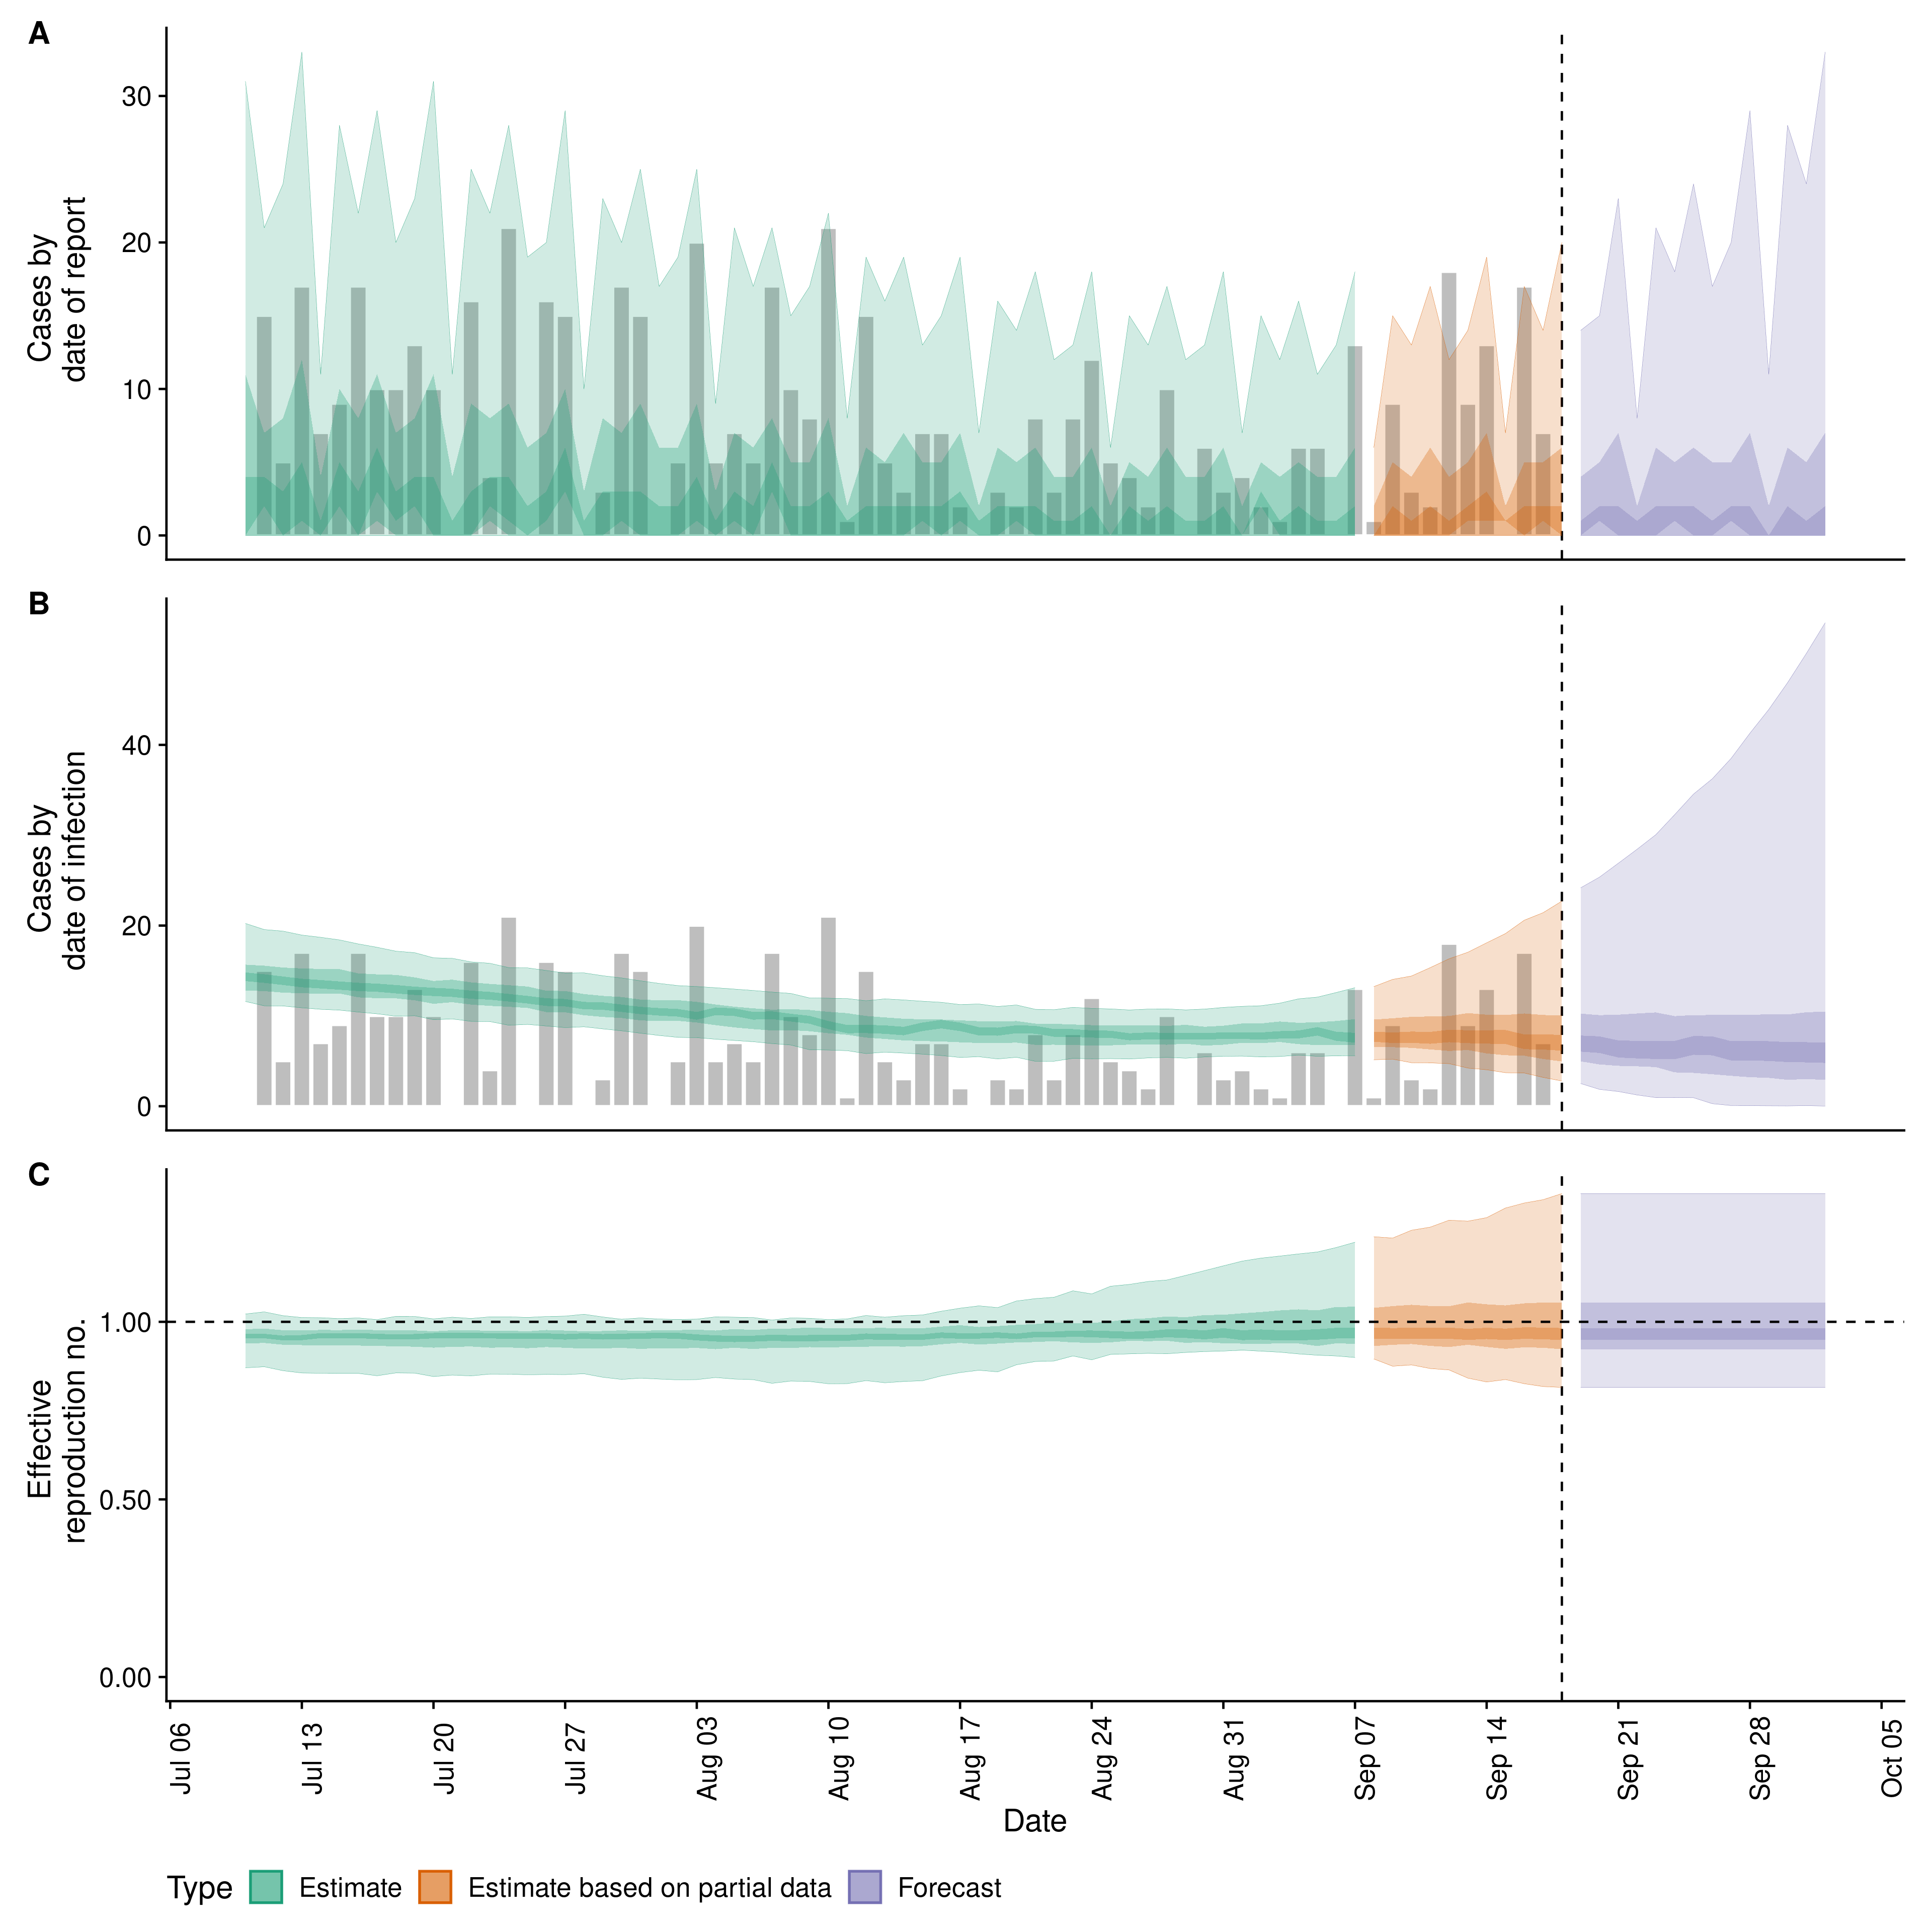 A
Cases by
date of report
30
20
10
0
B
Cases by
date of infection
40
20
0
C
Effective
reproduction no.
1.00
0.50
0.00
Jul 06
Jul 13
Jul 20
Jul 27
Aug 03
Aug 10
Aug 17
Aug 24
Aug 31
Sep 07
Sep 14
Sep 21
Sep 28
Oct 05
Date
Type Estimate Estimate based on partial data Forecast